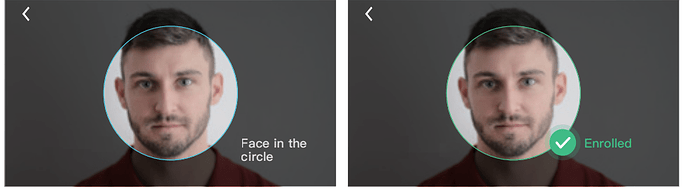 Face in the
circle
Enrolled